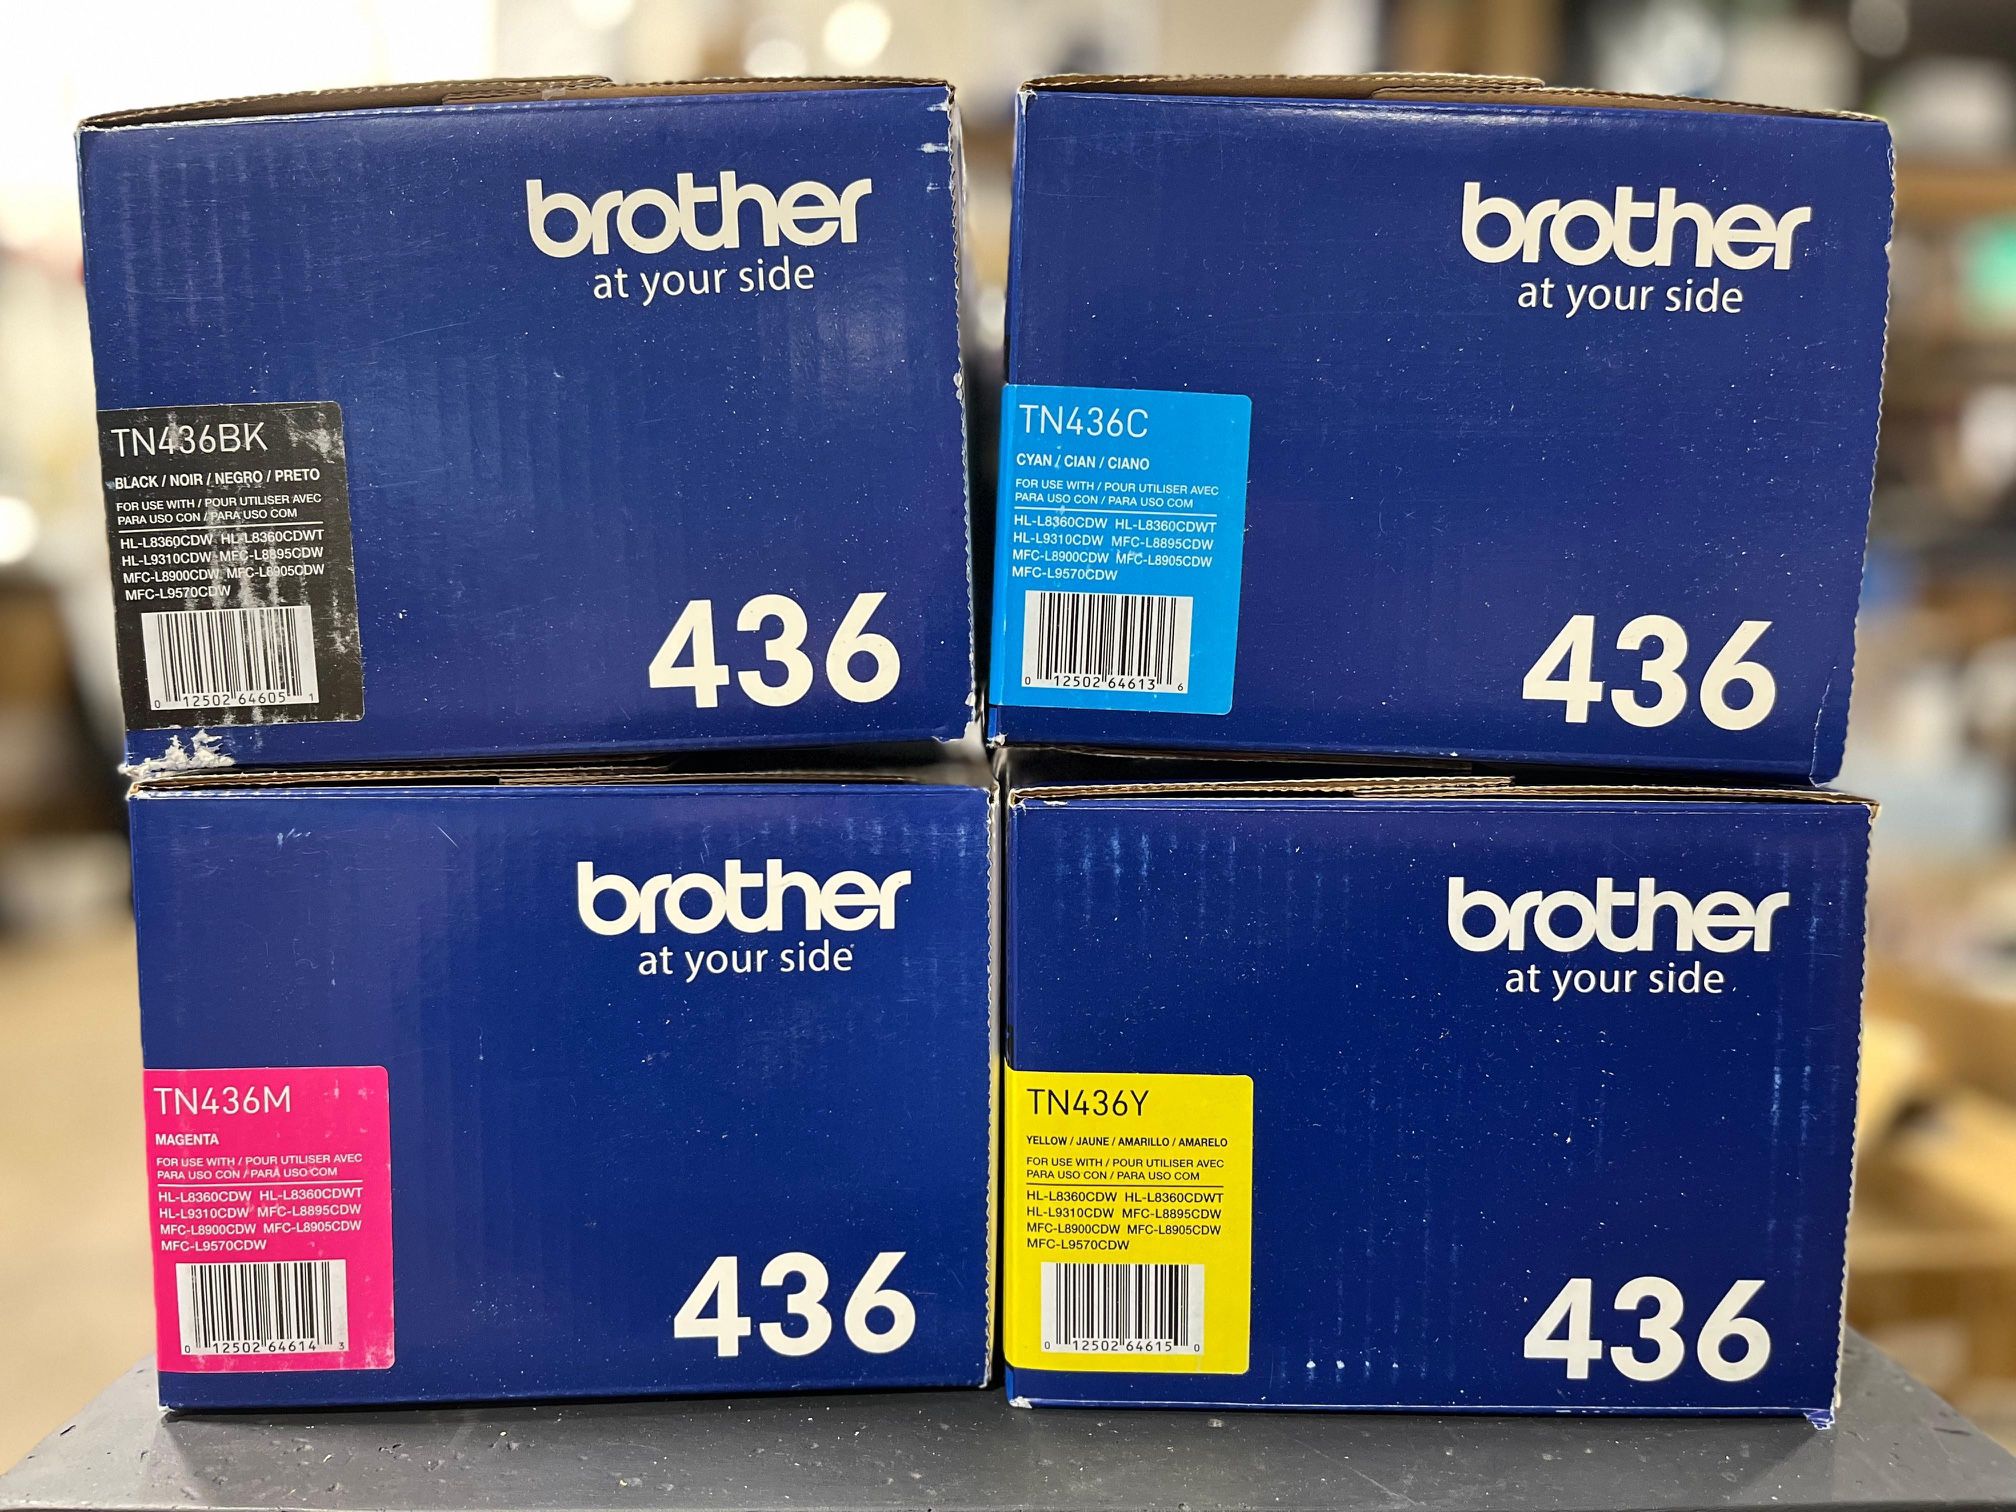 brother
at your side
TN436BK
BLACK / NOIR / NEGRO / PRETO
FOR USE WITH / POUR UTILISER AVEC
PARA USO CON / PARA USO COM
HL-L8360CDW HL-L8360CDWT
HL-L9310CDW MFC-L8895CDW
MFC-L8900CDW MFC-L8905CDW
MFC-L9570CDW
0 12502 64605 1
436
brother
at your side
TN436C
CYAN / CIAN / CIANO
FOR USE WITH / POUR UTILISER AVEC
PARA USO CON / PARA USO COM
HL-L8360CDW HL-L8360CDWT
HL-L9310CDW MFC-L8895CDW
MFC-L8900CDW MFC-L8905CDW
MFC-L9570CDW
0 12502 64613 6
436
brother
at your side
TN436M
MAGENTA
FOR USE WITH / POUR UTILISER AVEC
PARA USO CON / PARA USO COM
HL-L8360CDW HL-L8360CDWT
HL-L9310CDW MFC-L8895CDW
MFC-L8900CDW MFC-L8905CDW
MFC-L9570CDW
0 12502 64614 3
436
brother
at your side
TN436Y
YELLOW / JAUNE / AMARILLO / AMARELO
FOR USE WITH / POUR UTILISER AVEC
PARA USO CON / PARA USO COM
HL-L8360CDW HL-L8360CDWT
HL-L9310CDW MFC-L8895CDW
MFC-L8900CDW MFC-L8905CDW
MFC-L9570CDW
0 12502 64615 0
436